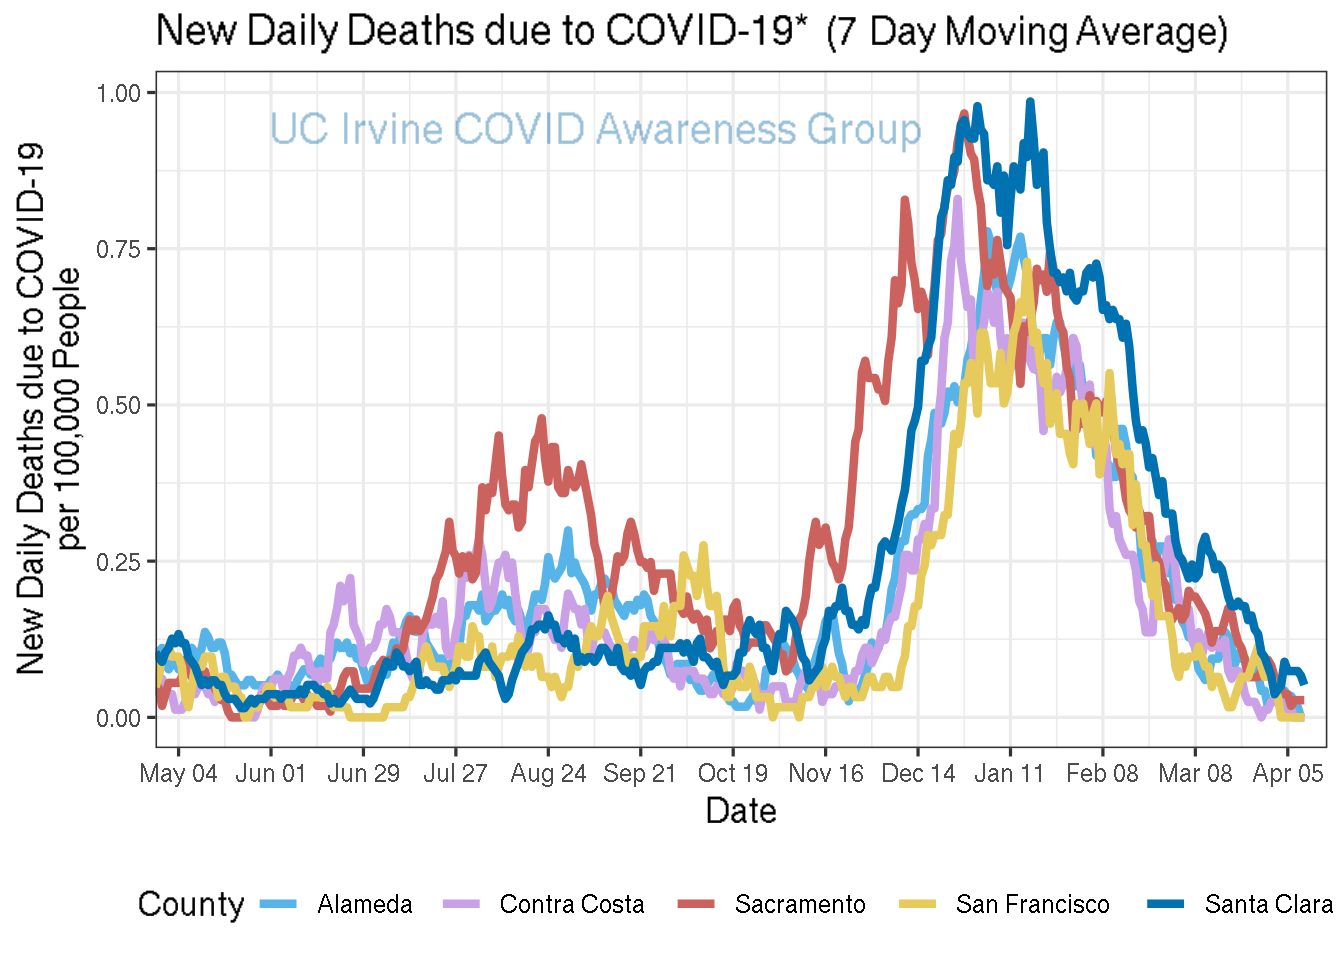 New Daily Deaths due to COVID-19* (7 Day Moving Average)
UC Irvine COVID Awareness Group
New Daily Deaths due to COVID-19
per 100,000 People
1.00
0.75
0.50
0.25
0.00
May 04 Jun 01 Jun 29 Jul 27 Aug 24 Sep 21 Oct 19 Nov 16 Dec 14 Jan 11 Feb 08 Mar 08 Apr 05
Date
County Alameda Contra Costa Sacramento San Francisco Santa Clara